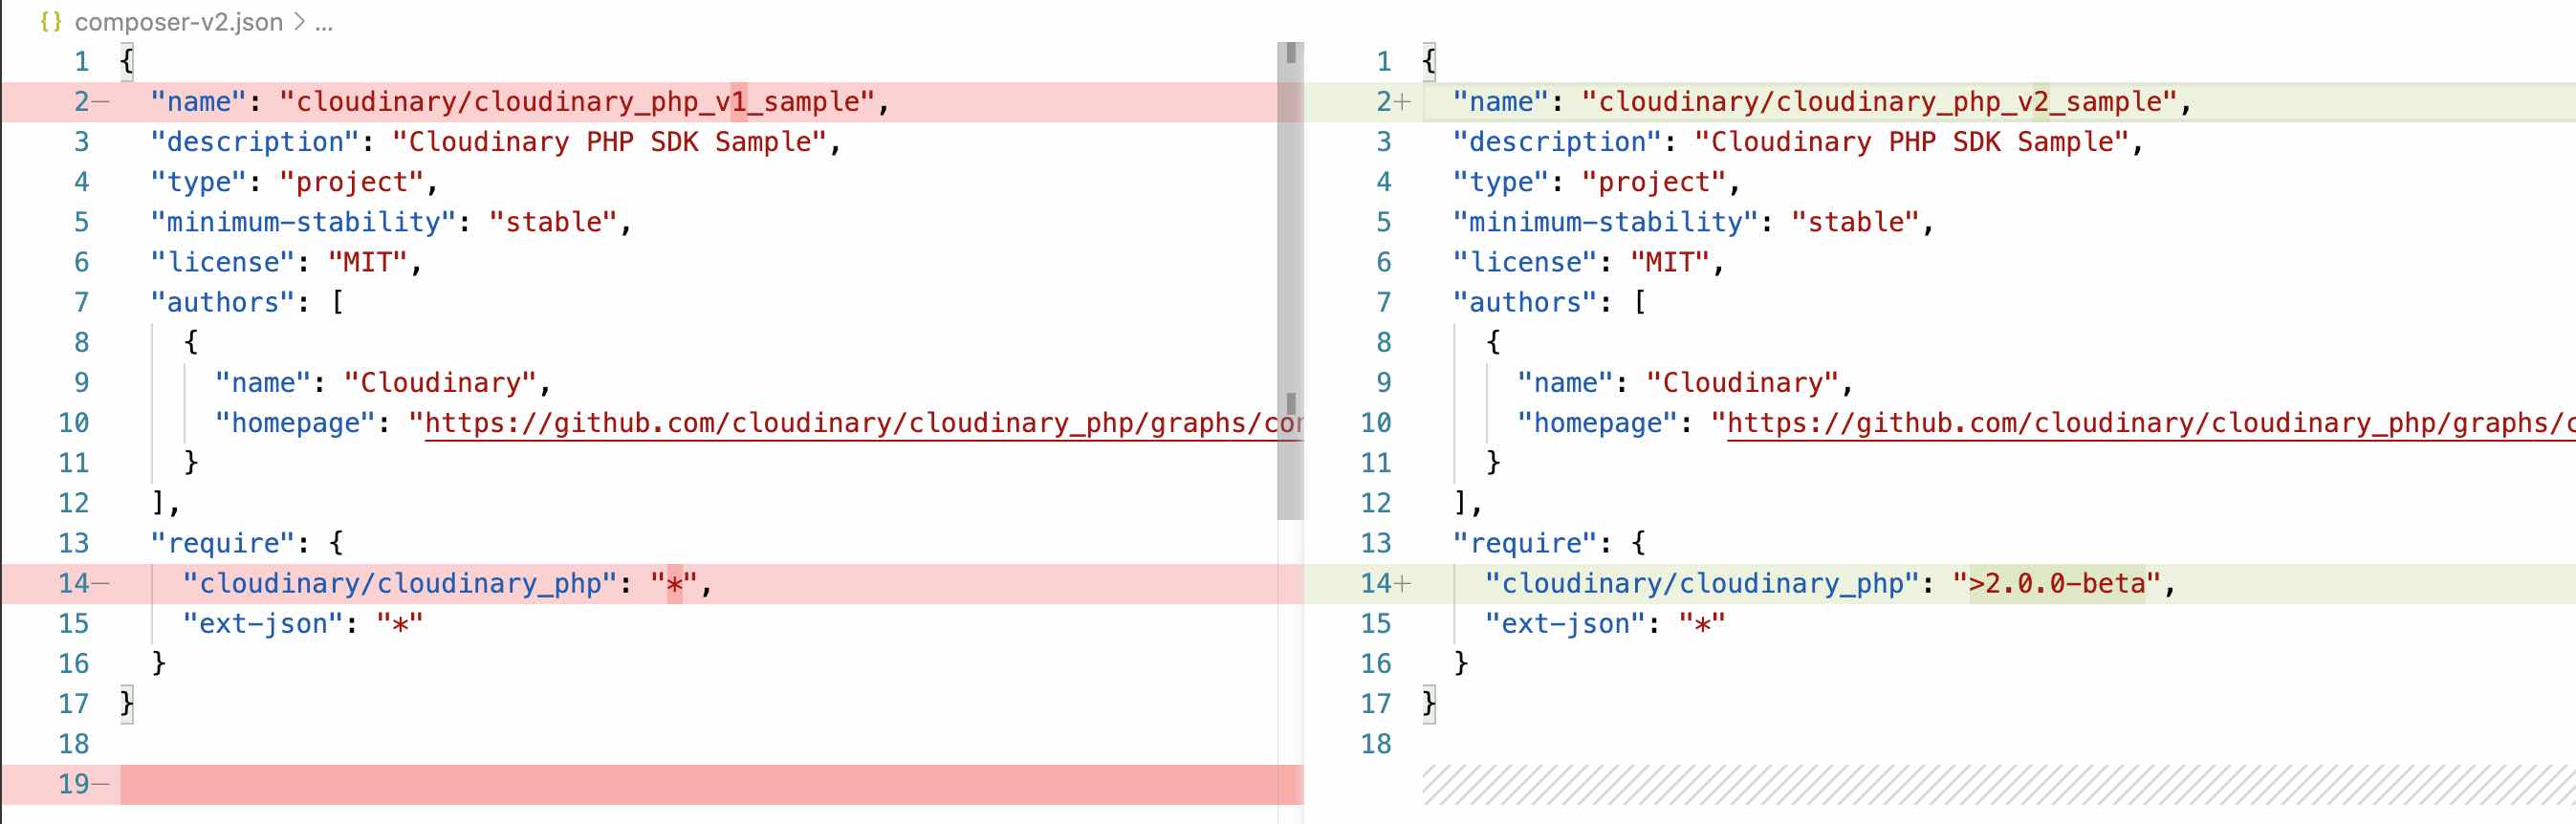 {} composer-v2.json > ...
1 {
2— "name": "cloudinary/cloudinary_php_v1_sample",
3 "description": "Cloudinary PHP SDK Sample",
4 "type": "project",
5 "minimum-stability": "stable",
6 "license": "MIT",
7 "authors": [
8 {
9 "name": "Cloudinary",
10 "homepage": "https://github.com/cloudinary/cloudinary_php/graphs/cor
11 }
12 ],
13 "require": {
14— "cloudinary/cloudinary_php": "*",
15 "ext-json": "*"
16 }
17 }
18
19—
1 {
2+ "name": "cloudinary/cloudinary_php_v2_sample",
3 "description": "Cloudinary PHP SDK Sample",
4 "type": "project",
5 "minimum-stability": "stable",
6 "license": "MIT",
7 "authors": [
8 {
9 "name": "Cloudinary",
10 "homepage": "https://github.com/cloudinary/cloudinary_php/graphs/c
11 }
12 ],
13 "require": {
14+ "cloudinary/cloudinary_php": ">2.0.0-beta",
15 "ext-json": "*"
16 }
17 }
18